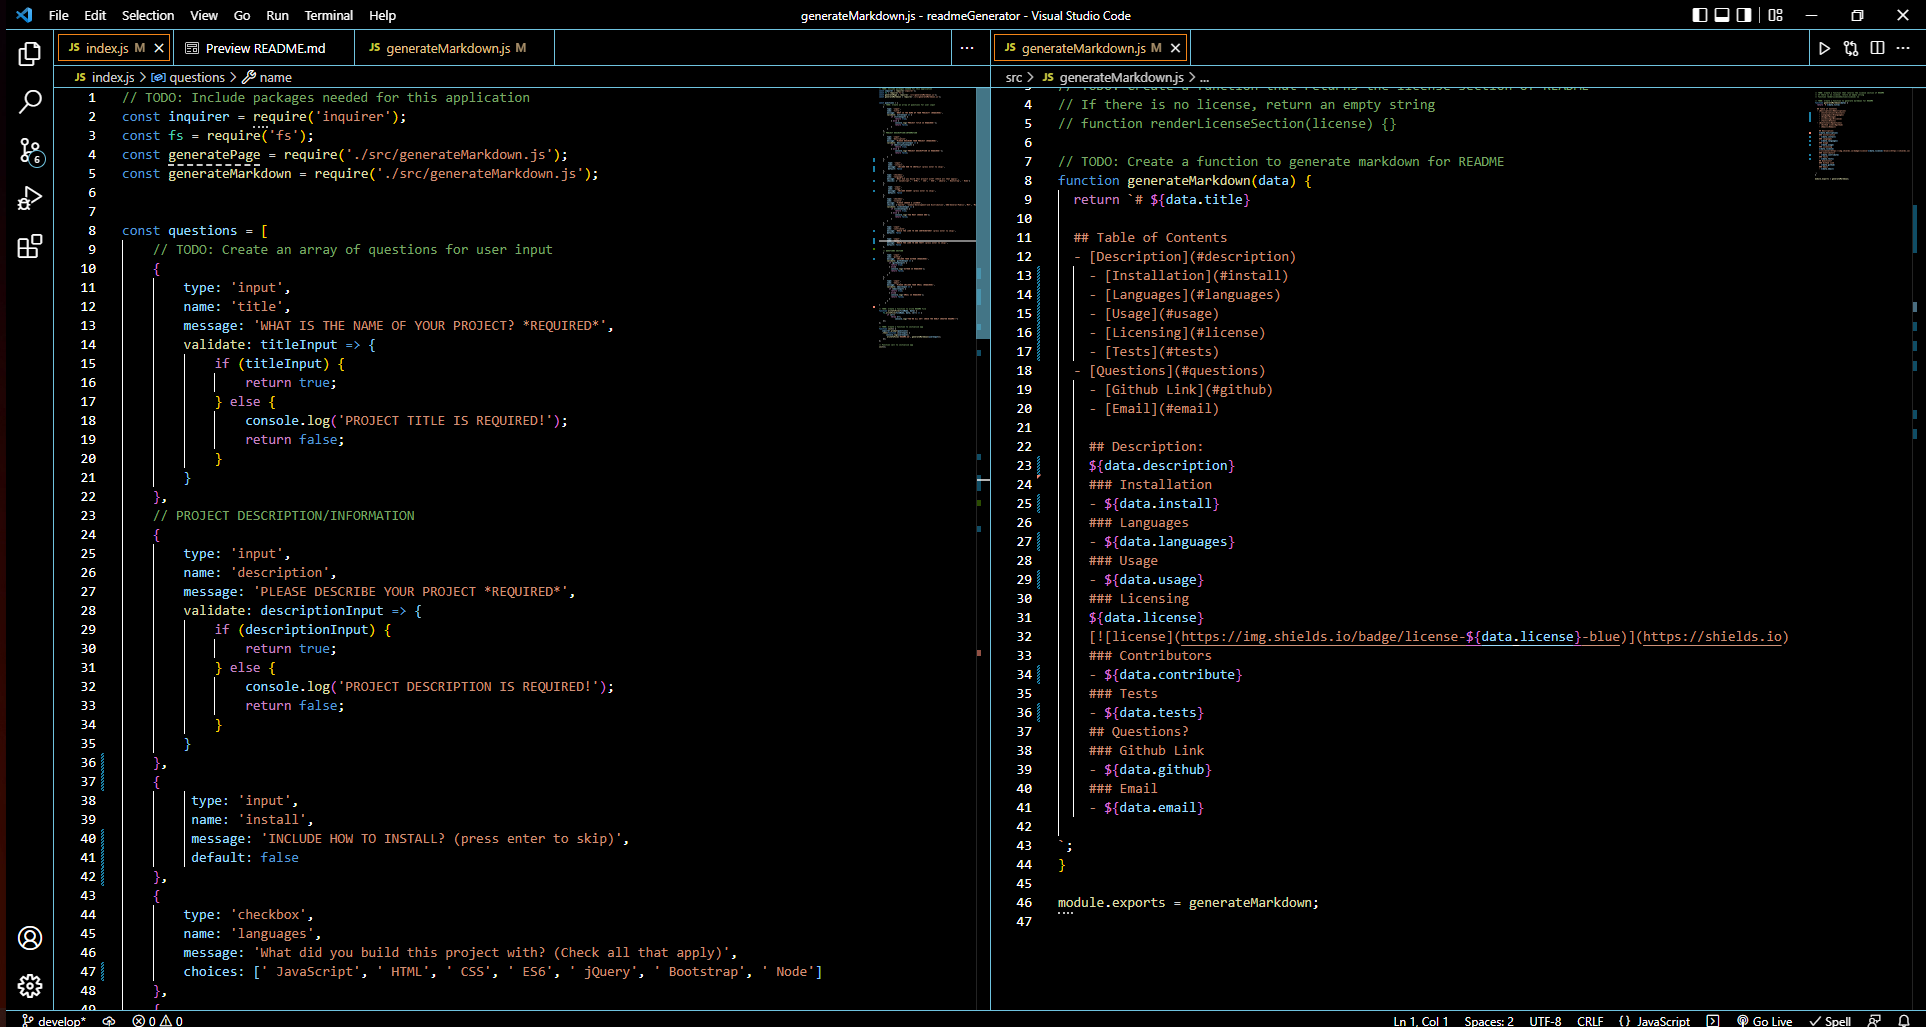 File Edit Selection View Go Run Terminal Help
generateMarkdown.js - readmeGenerator - Visual Studio Code
JS index.js M
Preview README.md
JS generateMarkdown.js M
JS index.js > questions > name
1 // TODO: Include packages needed for this application
2 const inquirer = require('inquirer');
3 const fs = require('fs');
4 const generatePage = require('./src/generateMarkdown.js');
5 const generateMarkdown = require('./src/generateMarkdown.js');
6
7
8 const questions = [
9 // TODO: Create an array of questions for user input
10 {
11 type: 'input',
12 name: 'title',
13 message: 'WHAT IS THE NAME OF YOUR PROJECT? *REQUIRED*',
14 validate: titleInput => {
15 if (titleInput) {
16 return true;
17 } else {
18 console.log('PROJECT TITLE IS REQUIRED!');
19 return false;
20 }
21 }
22 },
23 // PROJECT DESCRIPTION/INFORMATION
24 {
25 type: 'input',
26 name: 'description',
27 message: 'PLEASE DESCRIBE YOUR PROJECT *REQUIRED*',
28 validate: descriptionInput => {
29 if (descriptionInput) {
30 return true;
31 } else {
32 console.log('PROJECT DESCRIPTION IS REQUIRED!');
33 return false;
34 }
35 }
36 },
37 {
38 type: 'input',
39 name: 'install',
40 message: 'INCLUDE HOW TO INSTALL? (press enter to skip)',
41 default: false
42 },
43 {
44 type: 'checkbox',
45 name: 'languages',
46 message: 'What did you build this project with? (Check all that apply)',
47 choices: [' JavaScript', ' HTML', ' CSS', ' ES6', ' jQuery', ' Bootstrap', ' Node']
48 },
49 {
JS generateMarkdown.js M
src > JS generateMarkdown.js > ...
3 // TODO: Create a function that returns the license section of README
4 // If there is no license, return an empty string
5 // function renderLicenseSection(license) {}
6
7 // TODO: Create a function to generate markdown for README
8 function generateMarkdown(data) {
9 return `# ${data.title}
10
11 ## Table of Contents
12 - [Description](#description)
13 - [Installation](#install)
14 - [Languages](#languages)
15 - [Usage](#usage)
16 - [Licensing](#license)
17 - [Tests](#tests)
18 - [Questions](#questions)
19 - [Github Link](#github)
20 - [Email](#email)
21
22 ## Description:
23 ${data.description}
24 ### Installation
25 - ${data.install}
26 ### Languages
27 - ${data.languages}
28 ### Usage
29 - ${data.usage}
30 ### Licensing
31 ${data.license}
32 [![license](https://img.shields.io/badge/license-${data.license}-blue)](https://shields.io)
33 ### Contributors
34 - ${data.contribute}
35 ### Tests
36 - ${data.tests}
37 ## Questions?
38 ### Github Link
39 - ${data.github}
40 ### Email
41 - ${data.email}
42
43 `;
44 }
45
46 module.exports = generateMarkdown;
47
6
develop* 0 0
Ln 1, Col 1 Spaces: 2 UTF-8 CRLF {} JavaScript Go Live Spell